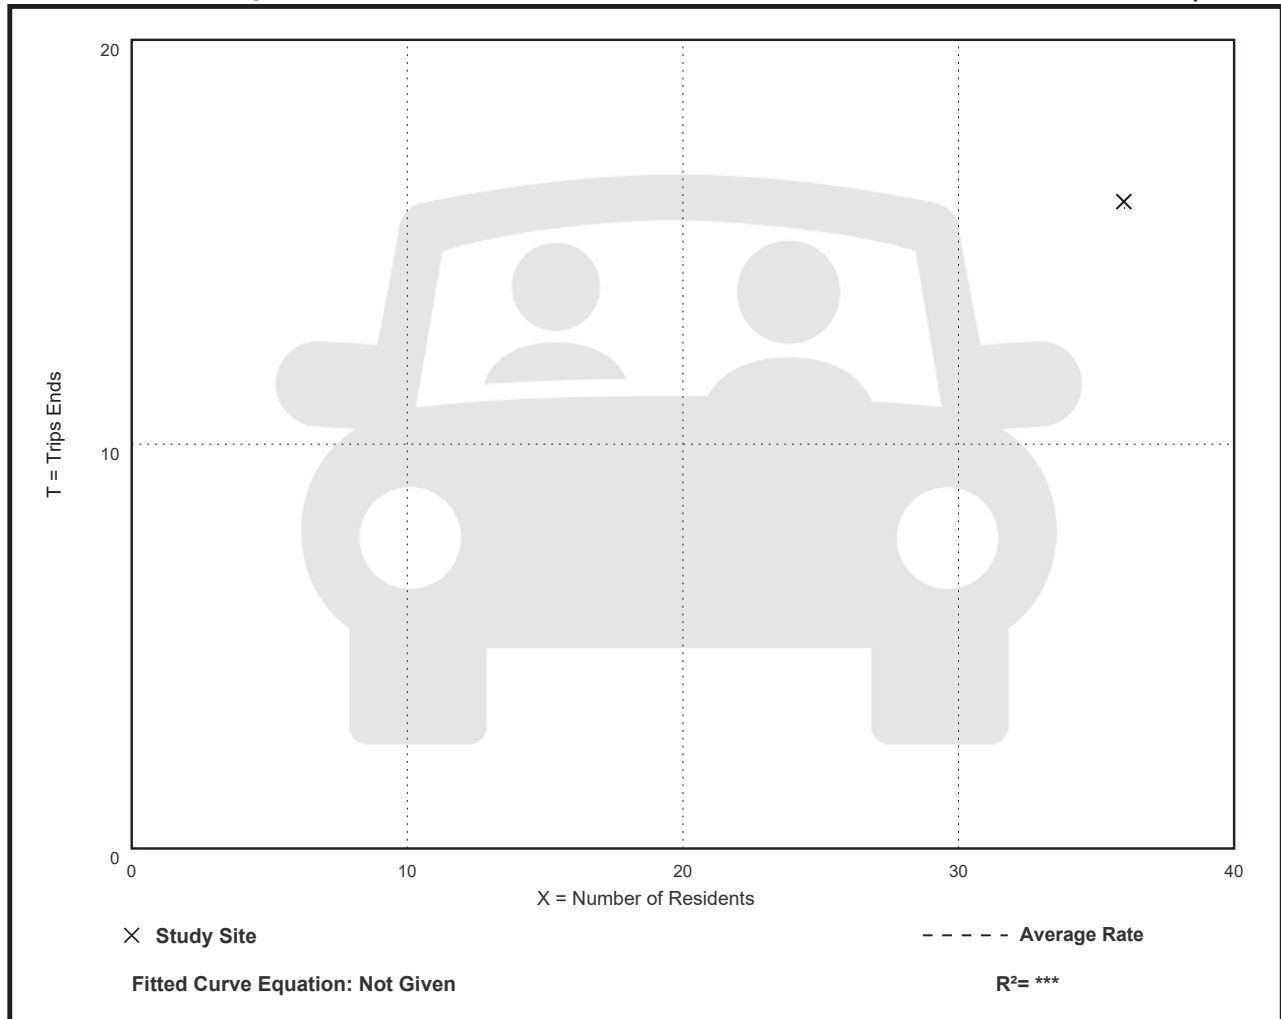 20
10
0
T = Trips Ends
0 10 20 30 40
X = Number of Residents
Study Site
Average Rate
Fitted Curve Equation: Not Given
R²= ***